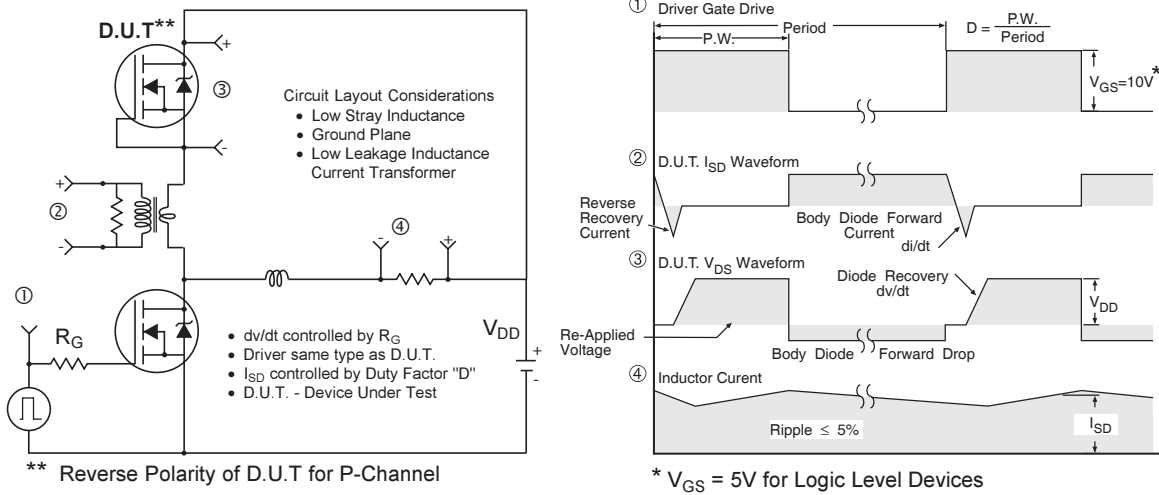 D.U.T**
+
③
-
Circuit Layout Considerations
• Low Stray Inductance
• Ground Plane
• Low Leakage Inductance
Current Transformer
+
②
-
④
- +
①
R_G
• dv/dt controlled by R_G
• Driver same type as D.U.T.
• I_SD controlled by Duty Factor "D"
• D.U.T. - Device Under Test
V_DD
+
-
** Reverse Polarity of D.U.T for P-Channel
① Driver Gate Drive
Period
P.W.
D = P.W. / Period
V_GS=10V*
② D.U.T. I_SD Waveform
Reverse
Recovery
Current
Body Diode Forward
Current
di/dt
③ D.U.T. V_DS Waveform
Diode Recovery
dv/dt
V_DD
Re-Applied
Voltage
Body Diode Forward Drop
④ Inductor Curent
Ripple ≤ 5%
I_SD
* V_GS = 5V for Logic Level Devices